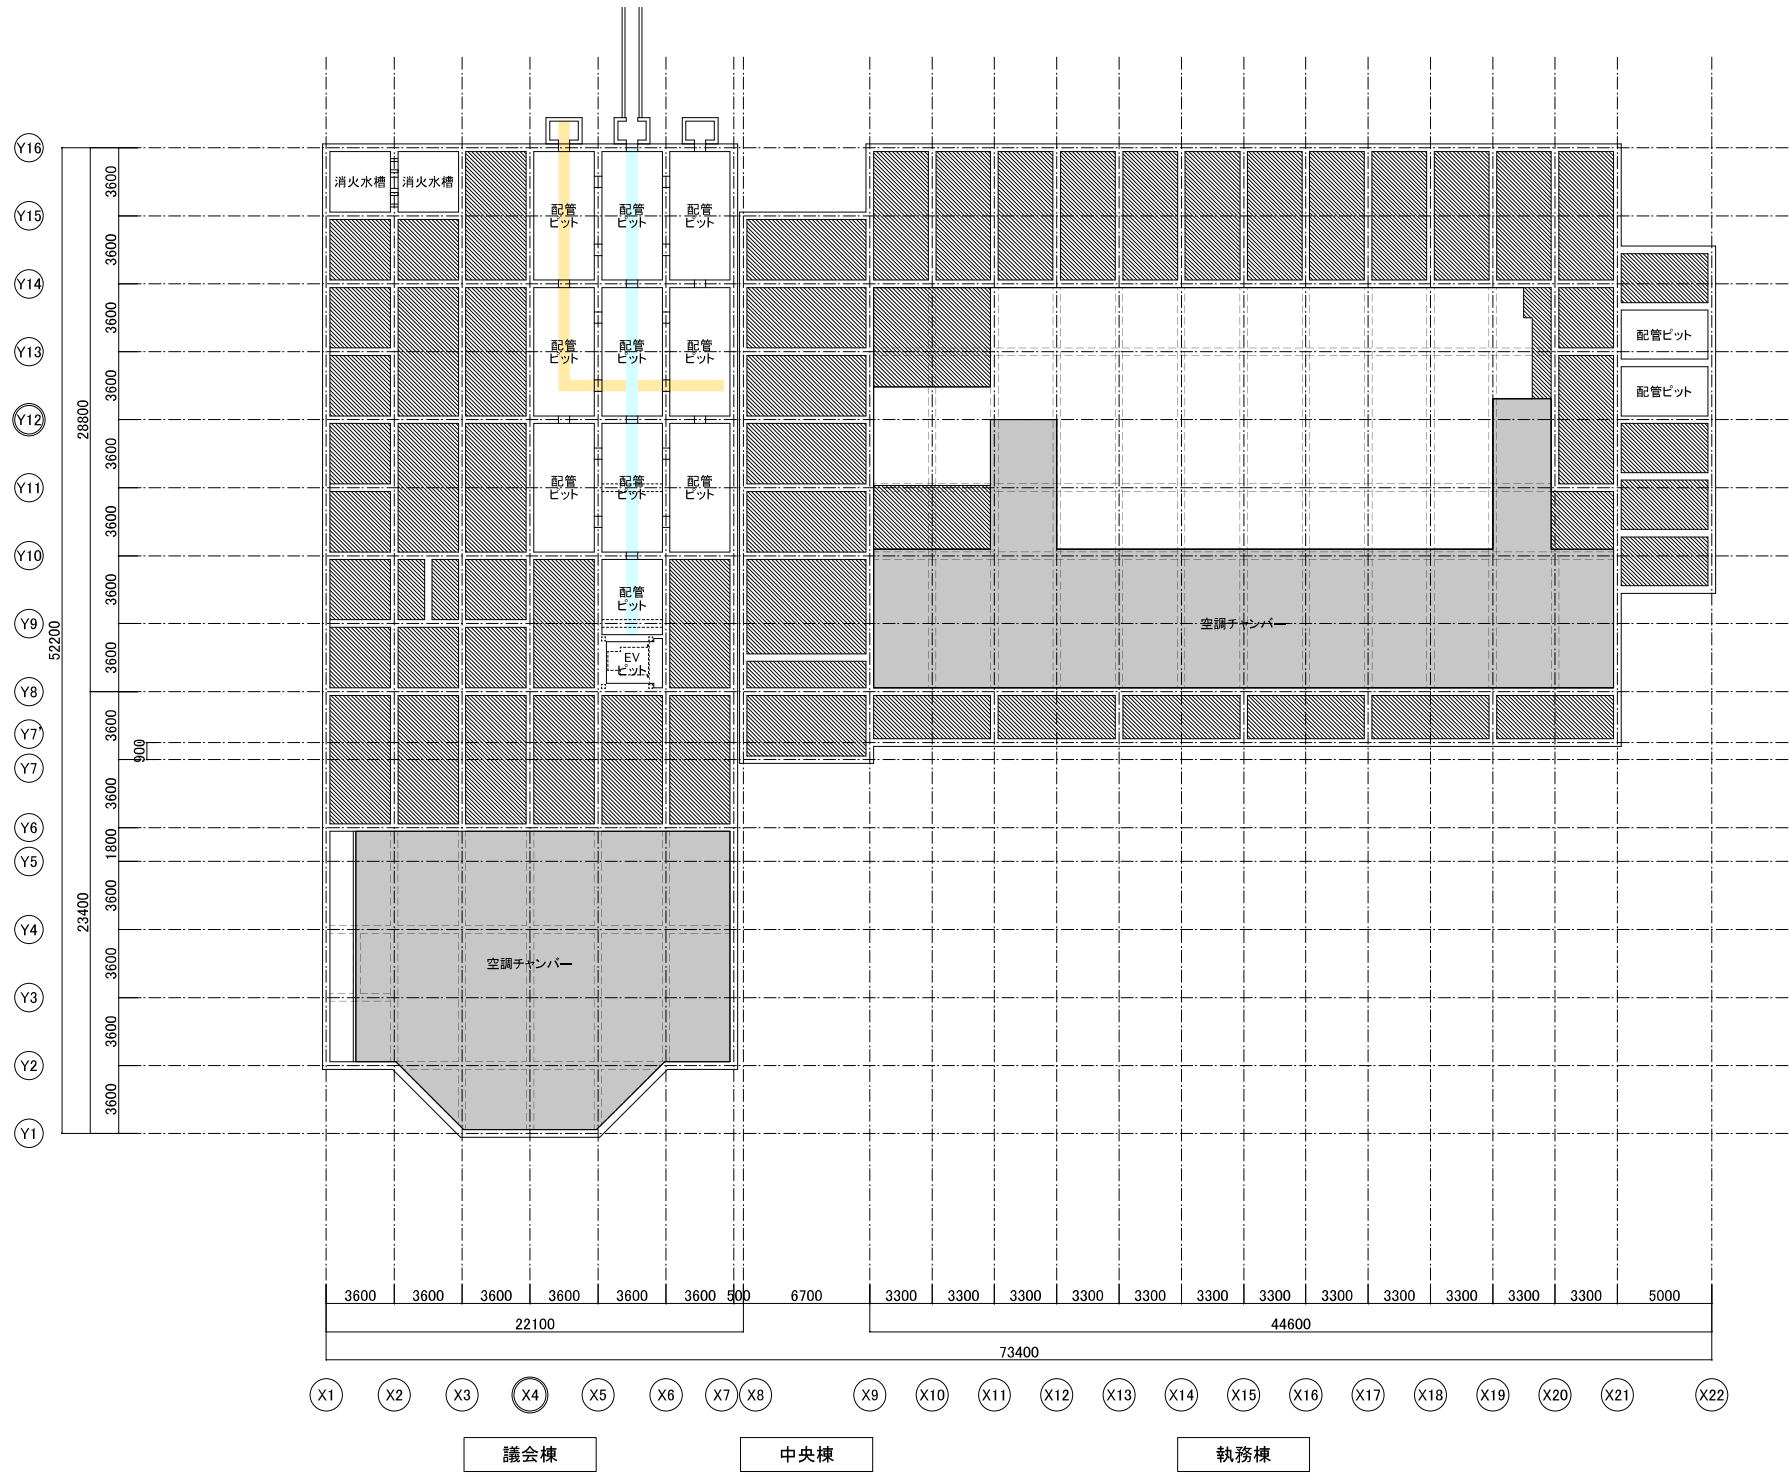 Y16
Y15
Y14
Y13
Y12
Y11
Y10
Y9
Y8
Y7'
Y7
Y6
Y5
Y4
Y3
Y2
Y1
52200
28800
23400
3600
3600
3600
3600
3600
3600
3600
3600
3600
900
3600
1800
3600
3600
3600
3600
消火水槽
消火水槽
配管
ピット
配管
ピット
配管
ピット
配管
ピット
配管
ピット
配管
ピット
配管
ピット
配管
ピット
配管
ピット
配管
ピット
EV
ピット
配管ピット
配管ピット
空調チャンバー
空調チャンバー
3600
3600
3600
3600
3600
3600
500
6700
3300
3300
3300
3300
3300
3300
3300
3300
3300
3300
3300
3300
5000
22100
44600
73400
X1
X2
X3
X4
X5
X6
X7
X8
X9
X10
X11
X12
X13
X14
X15
X16
X17
X18
X19
X20
X21
X22
議会棟
中央棟
執務棟